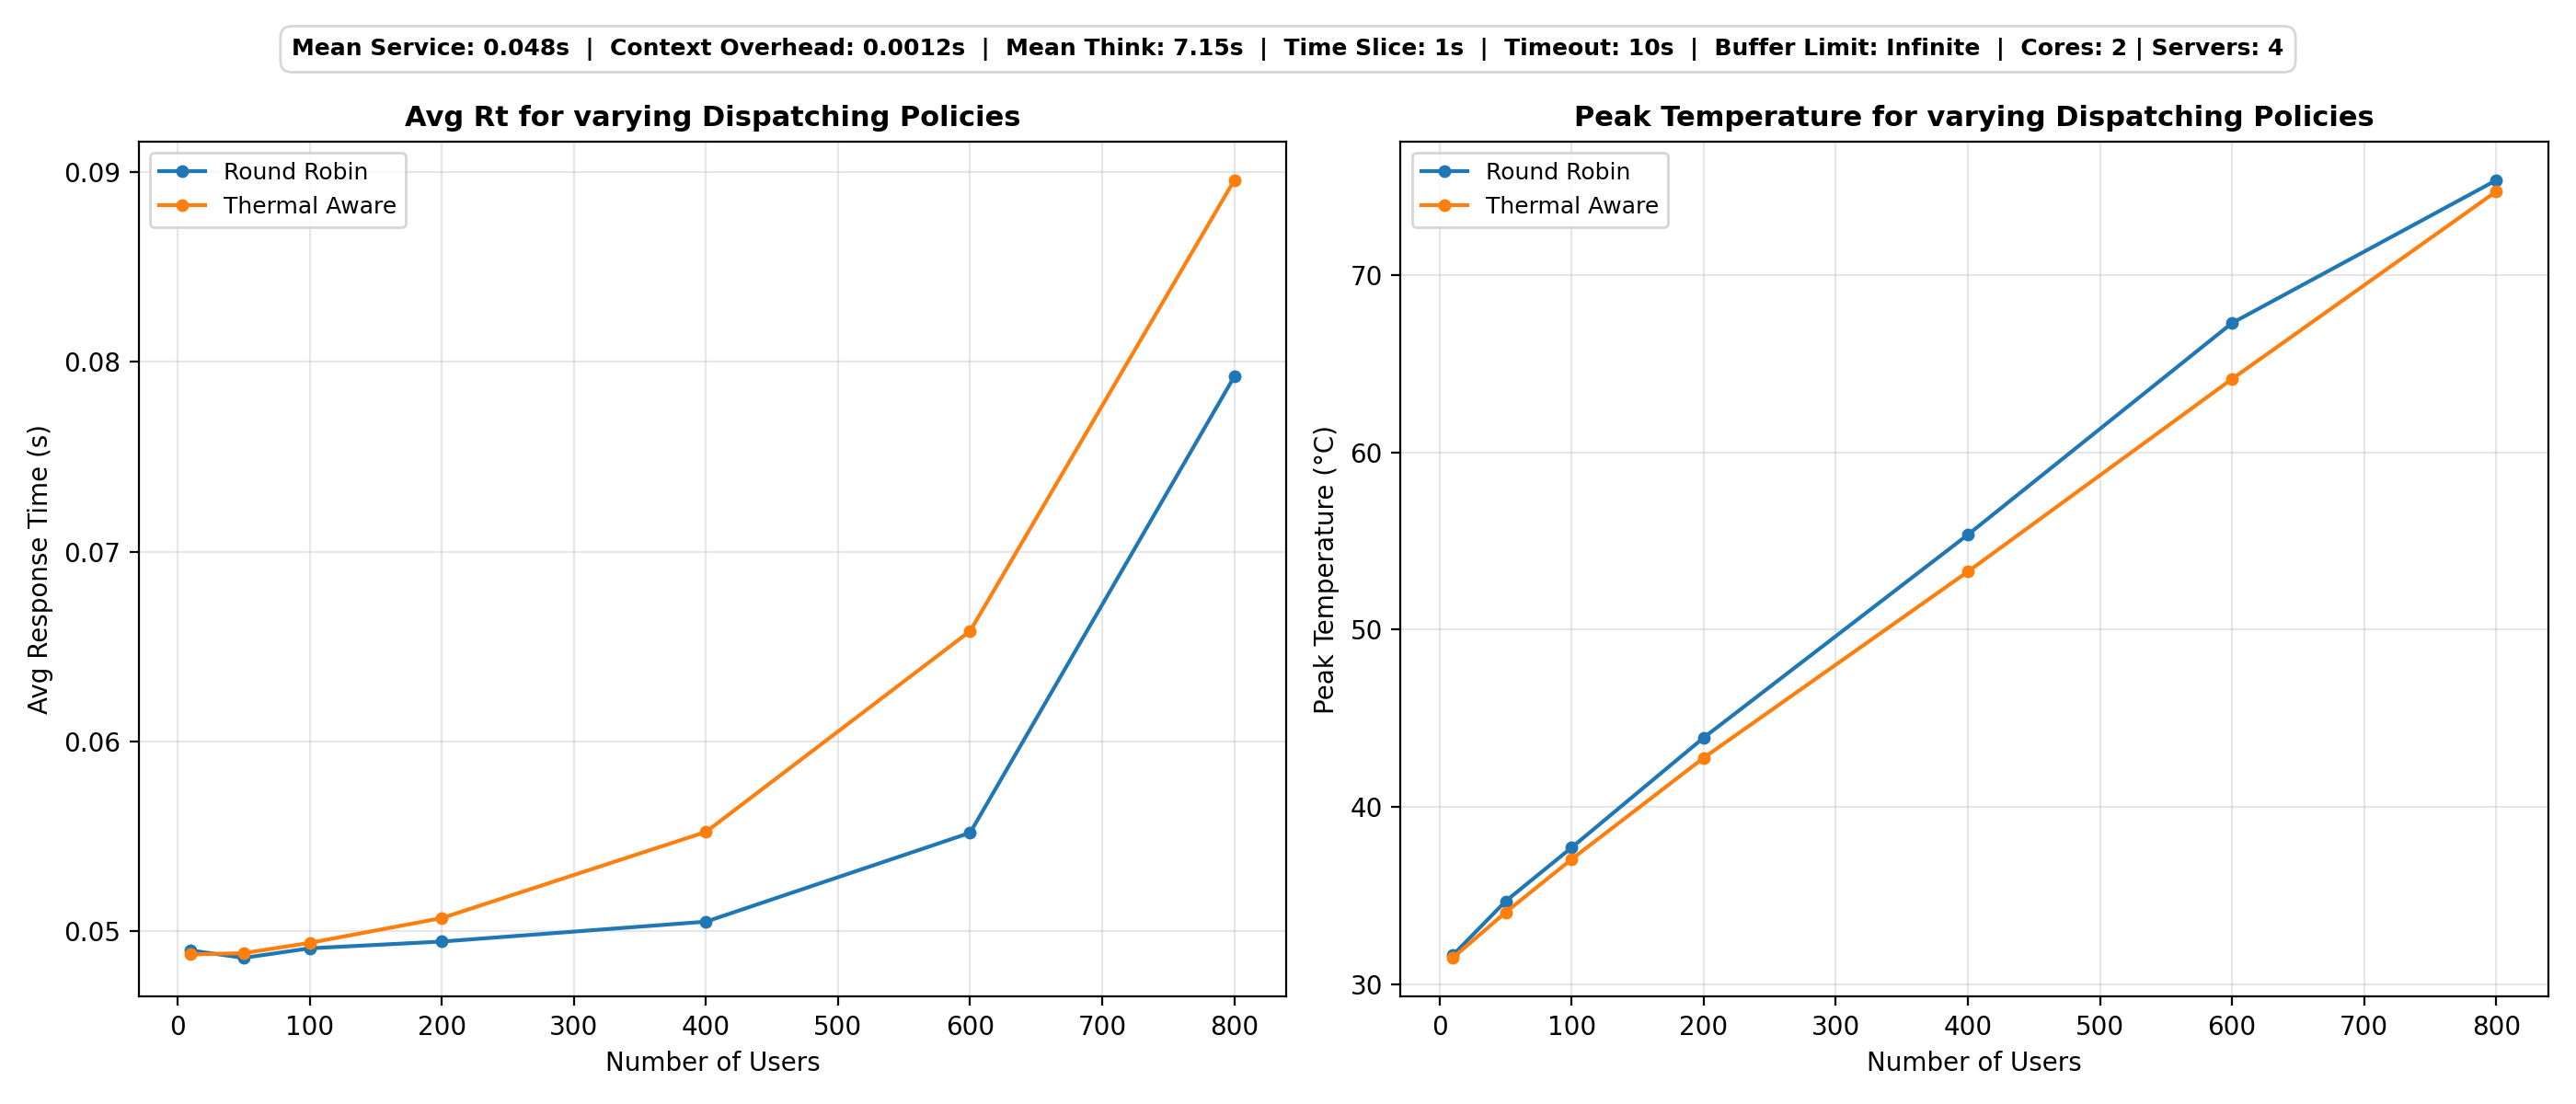 Mean Service: 0.048s | Context Overhead: 0.0012s | Mean Think: 7.15s | Time Slice: 1s | Timeout: 10s | Buffer Limit: Infinite | Cores: 2 | Servers: 4
Avg Rt for varying Dispatching Policies
Round Robin
Thermal Aware
Avg Response Time (s)
0.09
0.08
0.07
0.06
0.05
0 100 200 300 400 500 600 700 800
Number of Users
Peak Temperature for varying Dispatching Policies
Round Robin
Thermal Aware
Peak Temperature (°C)
70
60
50
40
30
0 100 200 300 400 500 600 700 800
Number of Users